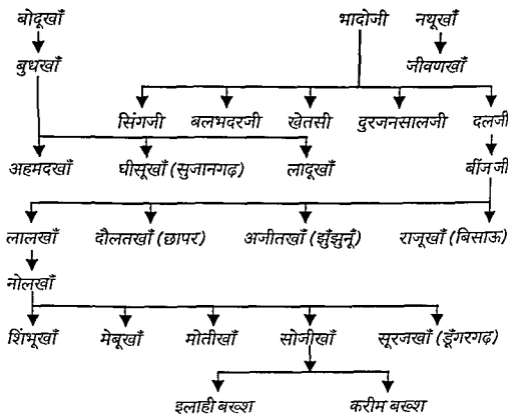 बोदूखाँ भादोजी नथूखाँ
बुधखाँ जीवणखाँ
सिंगजी बलभदरजी खेतसी दुरजनसालजी दलजी
अहमदखाँ घीसूखाँ (सुजानगढ़) लादूखाँ बींजजी
लालखाँ दौलतखाँ (छापर) अजीतखाँ (झुँझुनूँ) राजूखाँ (बिसाऊ)
नोलखाँ
शिंभूखाँ मेबूखाँ मोतीखाँ सोजीखाँ सूरजखाँ (डूँगरगढ़)
इलाही बख्श करीम बख्श